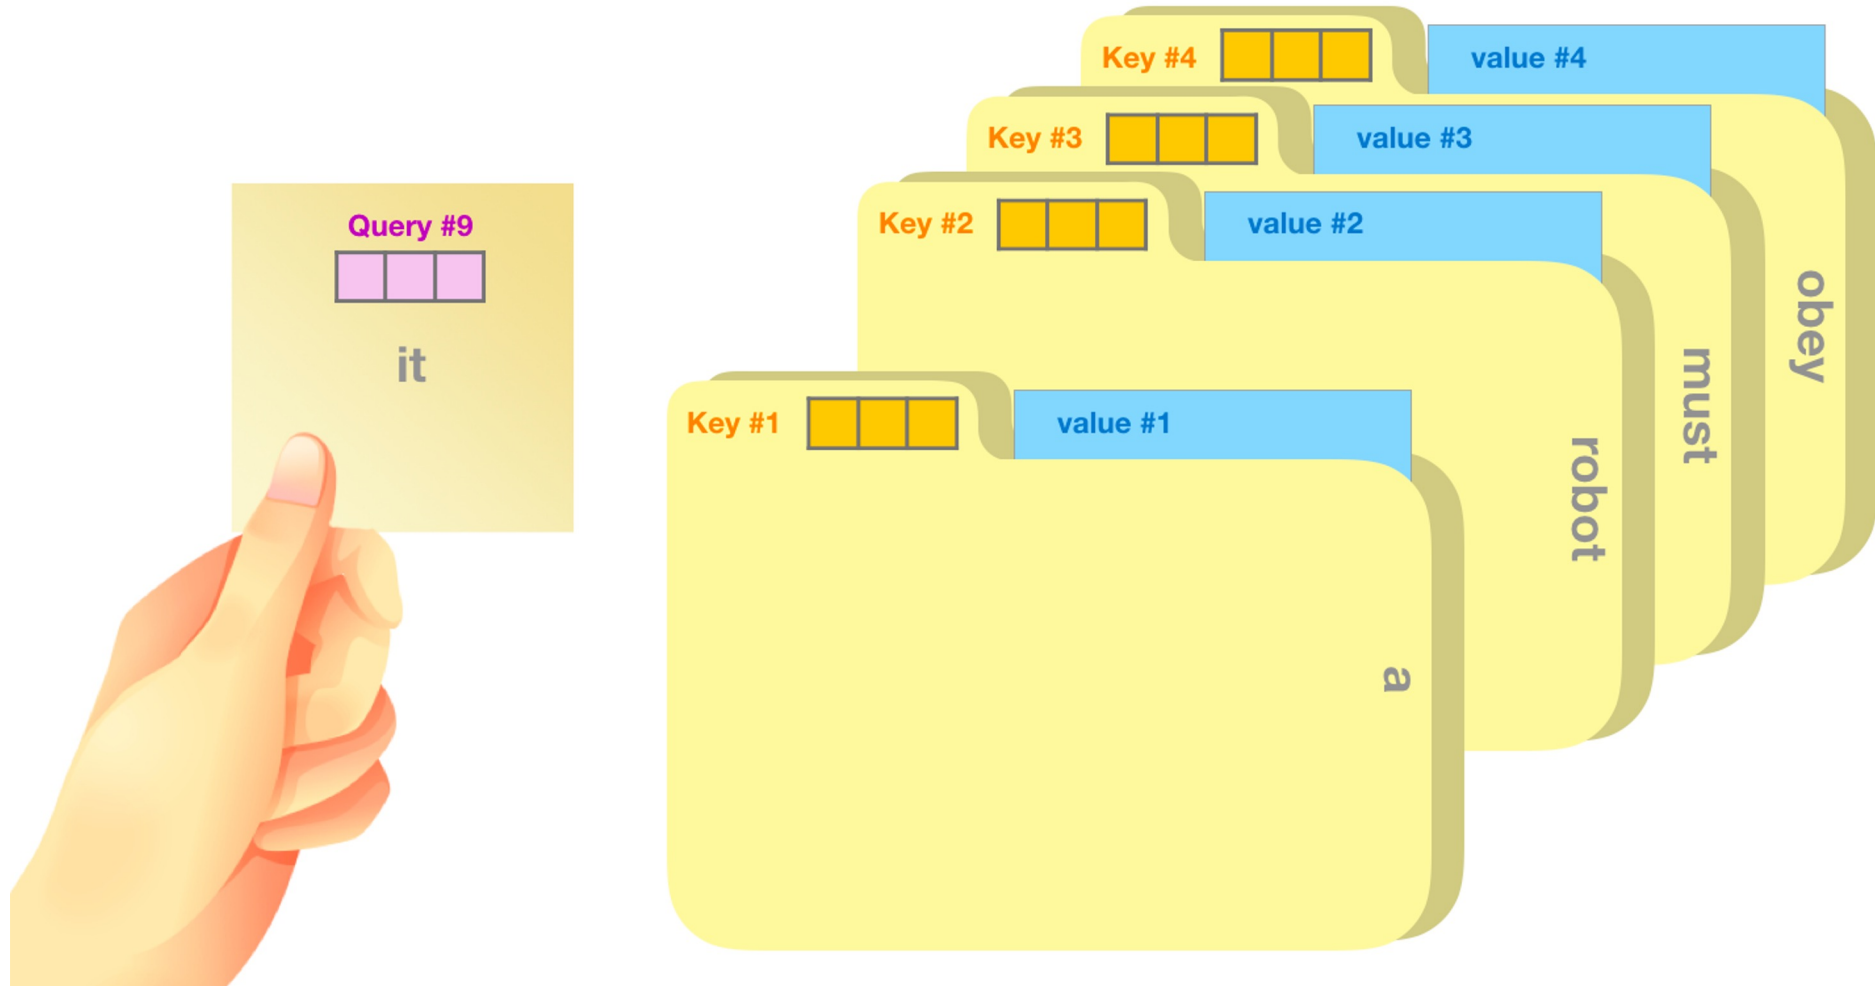 Query #9
it
Key #4
value #4
Key #3
value #3
Key #2
value #2
Key #1
value #1
obey
must
robot
a